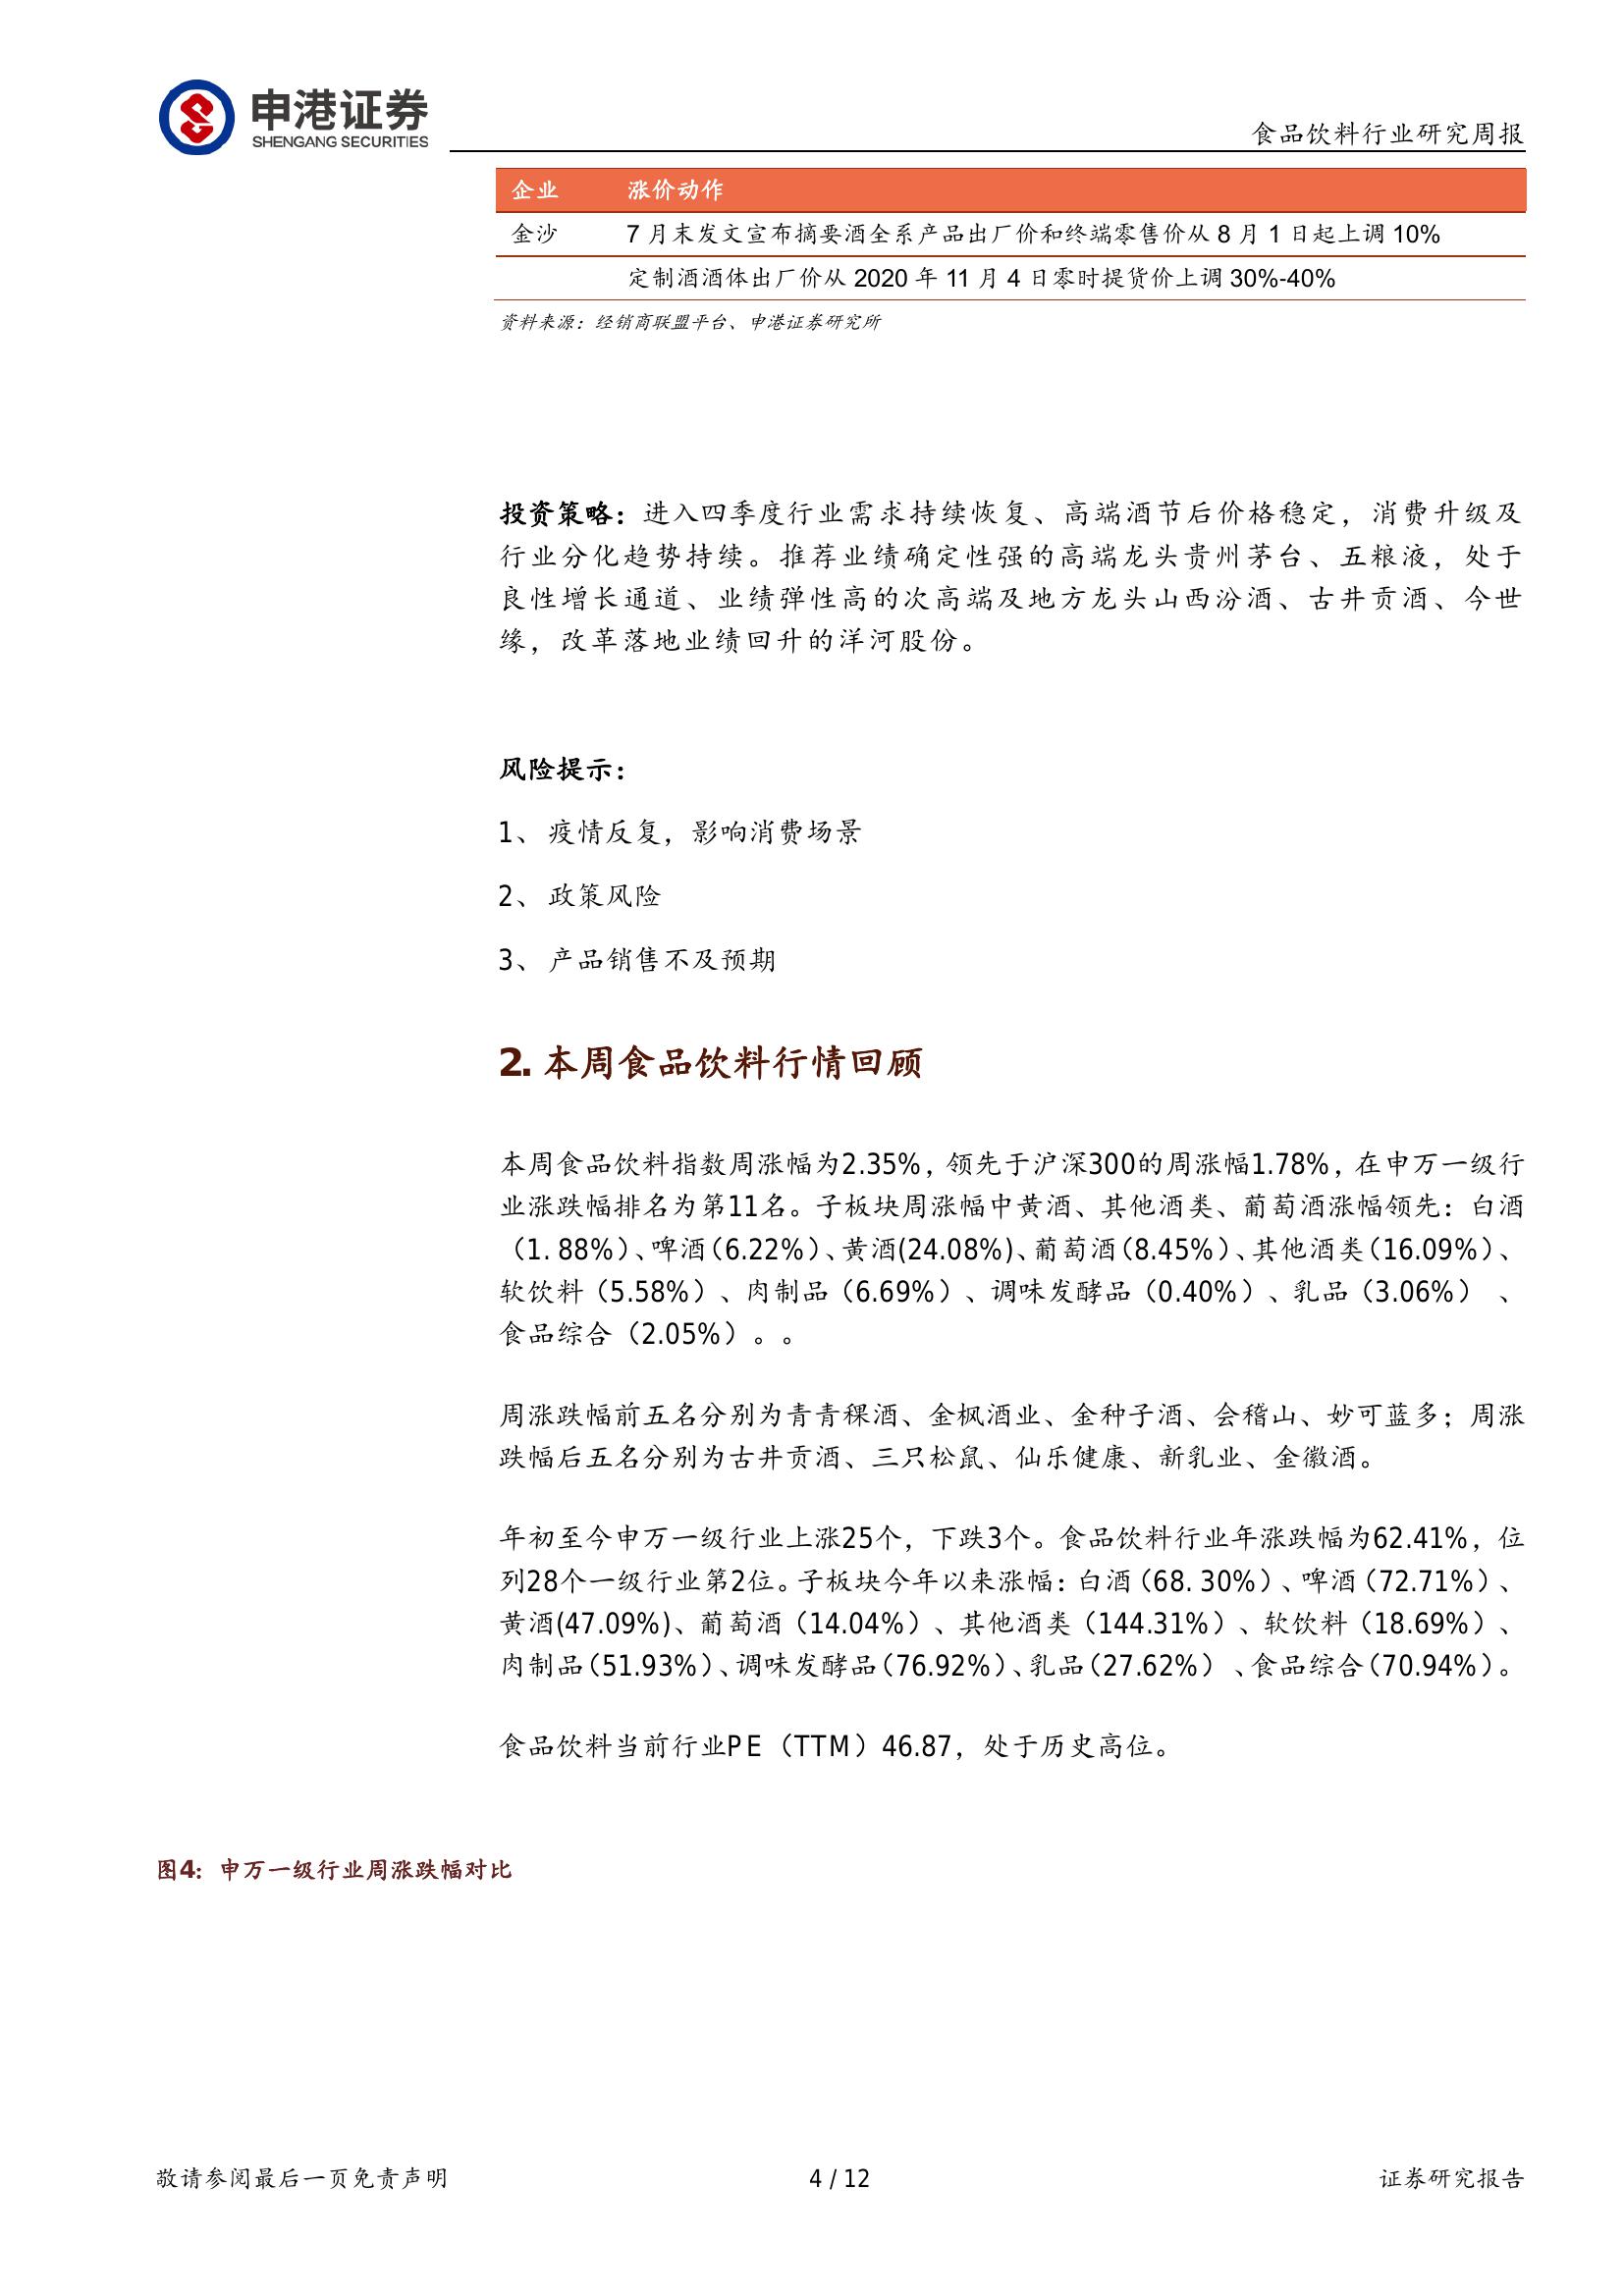 申港证券
SHENGANG SECURITIES
食品饮料行业研究周报
企业 涨价动作
金沙 7 月末发文宣布摘要酒全系产品出厂价和终端零售价从 8 月 1 日起上调 10%
定制酒酒体出厂价从 2020 年 11 月 4 日零时提货价上调 30%-40%
资料来源：经销商联盟平台、申港证券研究所
投资策略：进入四季度行业需求持续恢复、高端酒节后价格稳定，消费升级及
行业分化趋势持续。推荐业绩确定性强的高端龙头贵州茅台、五粮液，处于
良性增长通道、业绩弹性高的次高端及地方龙头山西汾酒、古井贡酒、今世
缘，改革落地业绩回升的洋河股份。
风险提示：
1、 疫情反复，影响消费场景
2、 政策风险
3、 产品销售不及预期
2. 本周食品饮料行情回顾
本周食品饮料指数周涨幅为2.35%，领先于沪深300的周涨幅1.78%，在申万一级行
业涨跌幅排名为第11名。子板块周涨幅中黄酒、其他酒类、葡萄酒涨幅领先：白酒
（1. 88%）、啤酒（6.22%）、黄酒(24.08%)、葡萄酒（8.45%）、其他酒类（16.09%）、
软饮料（5.58%）、肉制品（6.69%）、调味发酵品（0.40%）、乳品（3.06%） 、
食品综合（2.05%）。。
周涨跌幅前五名分别为青青稞酒、金枫酒业、金种子酒、会稽山、妙可蓝多；周涨
跌幅后五名分别为古井贡酒、三只松鼠、仙乐健康、新乳业、金徽酒。
年初至今申万一级行业上涨25个，下跌3个。食品饮料行业年涨跌幅为62.41%，位
列28个一级行业第2位。子板块今年以来涨幅：白酒（68. 30%）、啤酒（72.71%）、
黄酒(47.09%)、葡萄酒（14.04%）、其他酒类（144.31%）、软饮料（18.69%）、
肉制品（51.93%）、调味发酵品（76.92%）、乳品（27.62%） 、食品综合（70.94%）。
食品饮料当前行业PE（TTM）46.87，处于历史高位。
图4：申万一级行业周涨跌幅对比
敬请参阅最后一页免责声明 4 / 12 证券研究报告